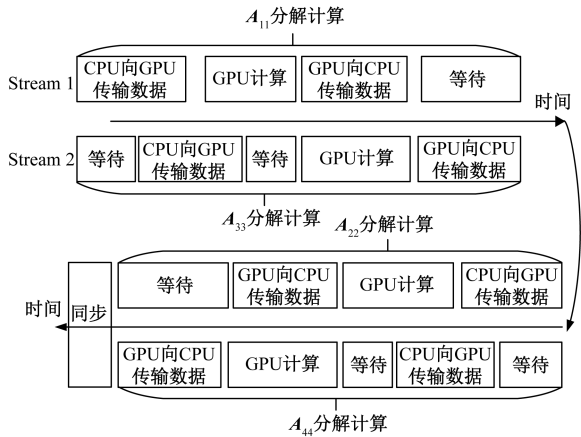 A11分解计算
Stream 1
CPU向GPU
传输数据
GPU计算
GPU向CPU
传输数据
等待
时间
Stream 2
等待
CPU向GPU
传输数据
等待
GPU计算
GPU向CPU
传输数据
A33分解计算
A22分解计算
时间
同步
等待
GPU向CPU
传输数据
GPU计算
CPU向GPU
传输数据
GPU向CPU
传输数据
GPU计算
等待
CPU向GPU
传输数据
等待
A44分解计算